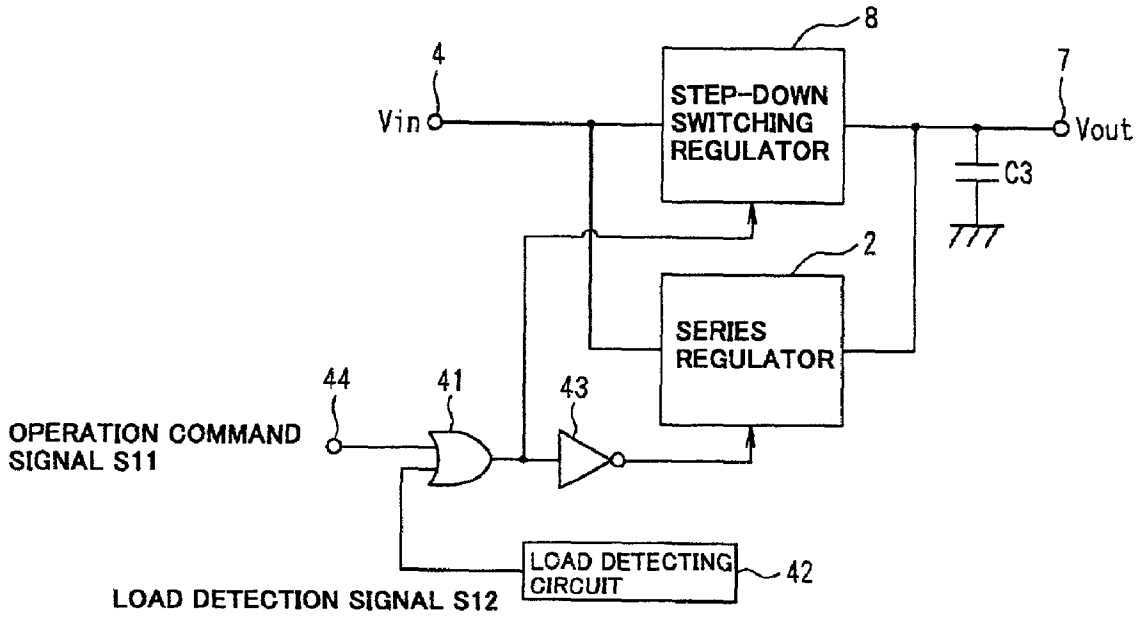 8
4
7
STEP-DOWN
SWITCHING
REGULATOR
Vin
Vout
C3
2
SERIES
REGULATOR
44
41
43
OPERATION COMMAND
SIGNAL S11
LOAD DETECTING
CIRCUIT
42
LOAD DETECTION SIGNAL S12